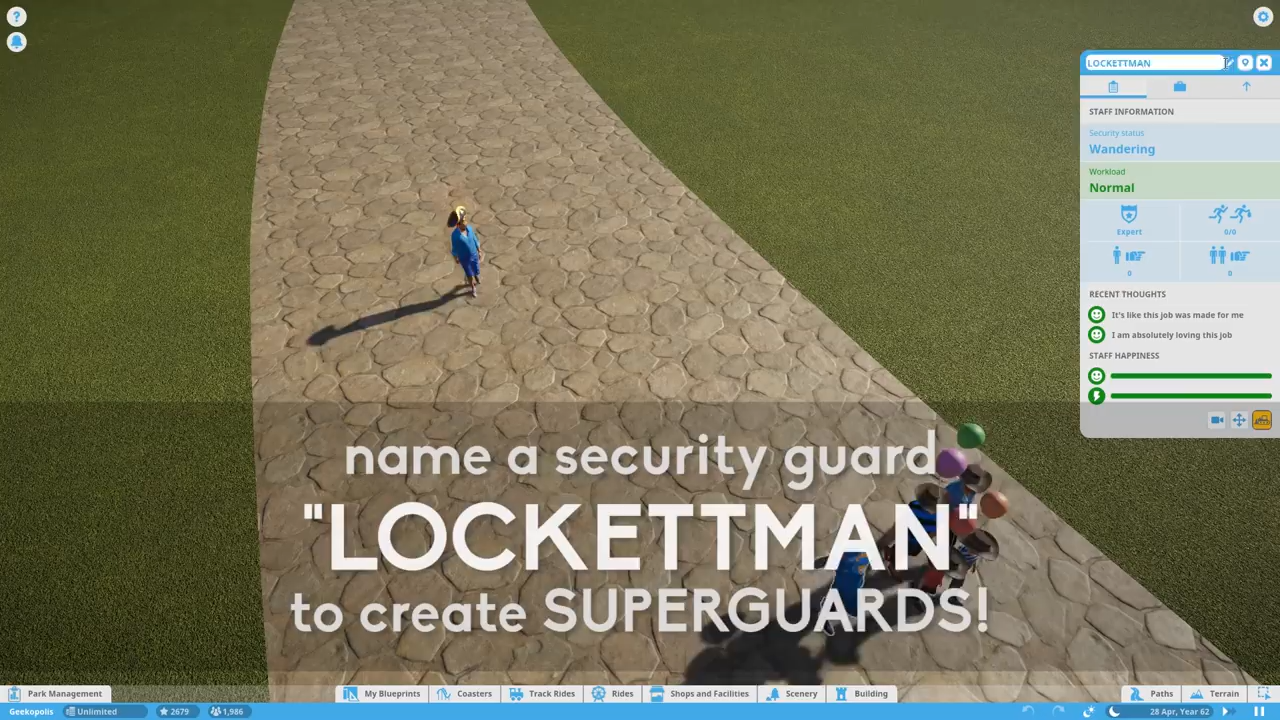 ?
LOCKETTMAN
STAFF INFORMATION
Security status
Wandering
Workload
Normal
Expert
0/0
0
0
RECENT THOUGHTS
It's like this job was made for me
I am absolutely loving this job
STAFF HAPPINESS
name a security guard
"LOCKETTMAN"
to create SUPERGUARDS!
Park Management
My Blueprints
Coasters
Track Rides
Rides
Shops and Facilities
Scenery
Building
Paths
Terrain
Geekopolis
Unlimited
2679
1,986
28 Apr, Year 62